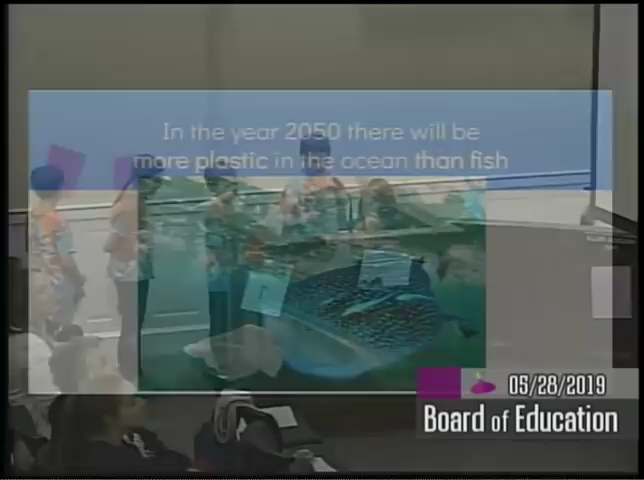 In the year 2050 there will be
more plastic in the ocean than fish
05/28/2019
Board of Education